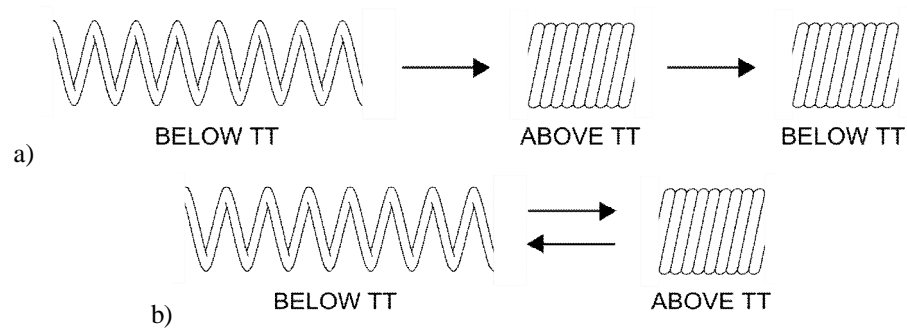 BELOW TT ABOVE TT BELOW TT
a)
BELOW TT ABOVE TT
b)